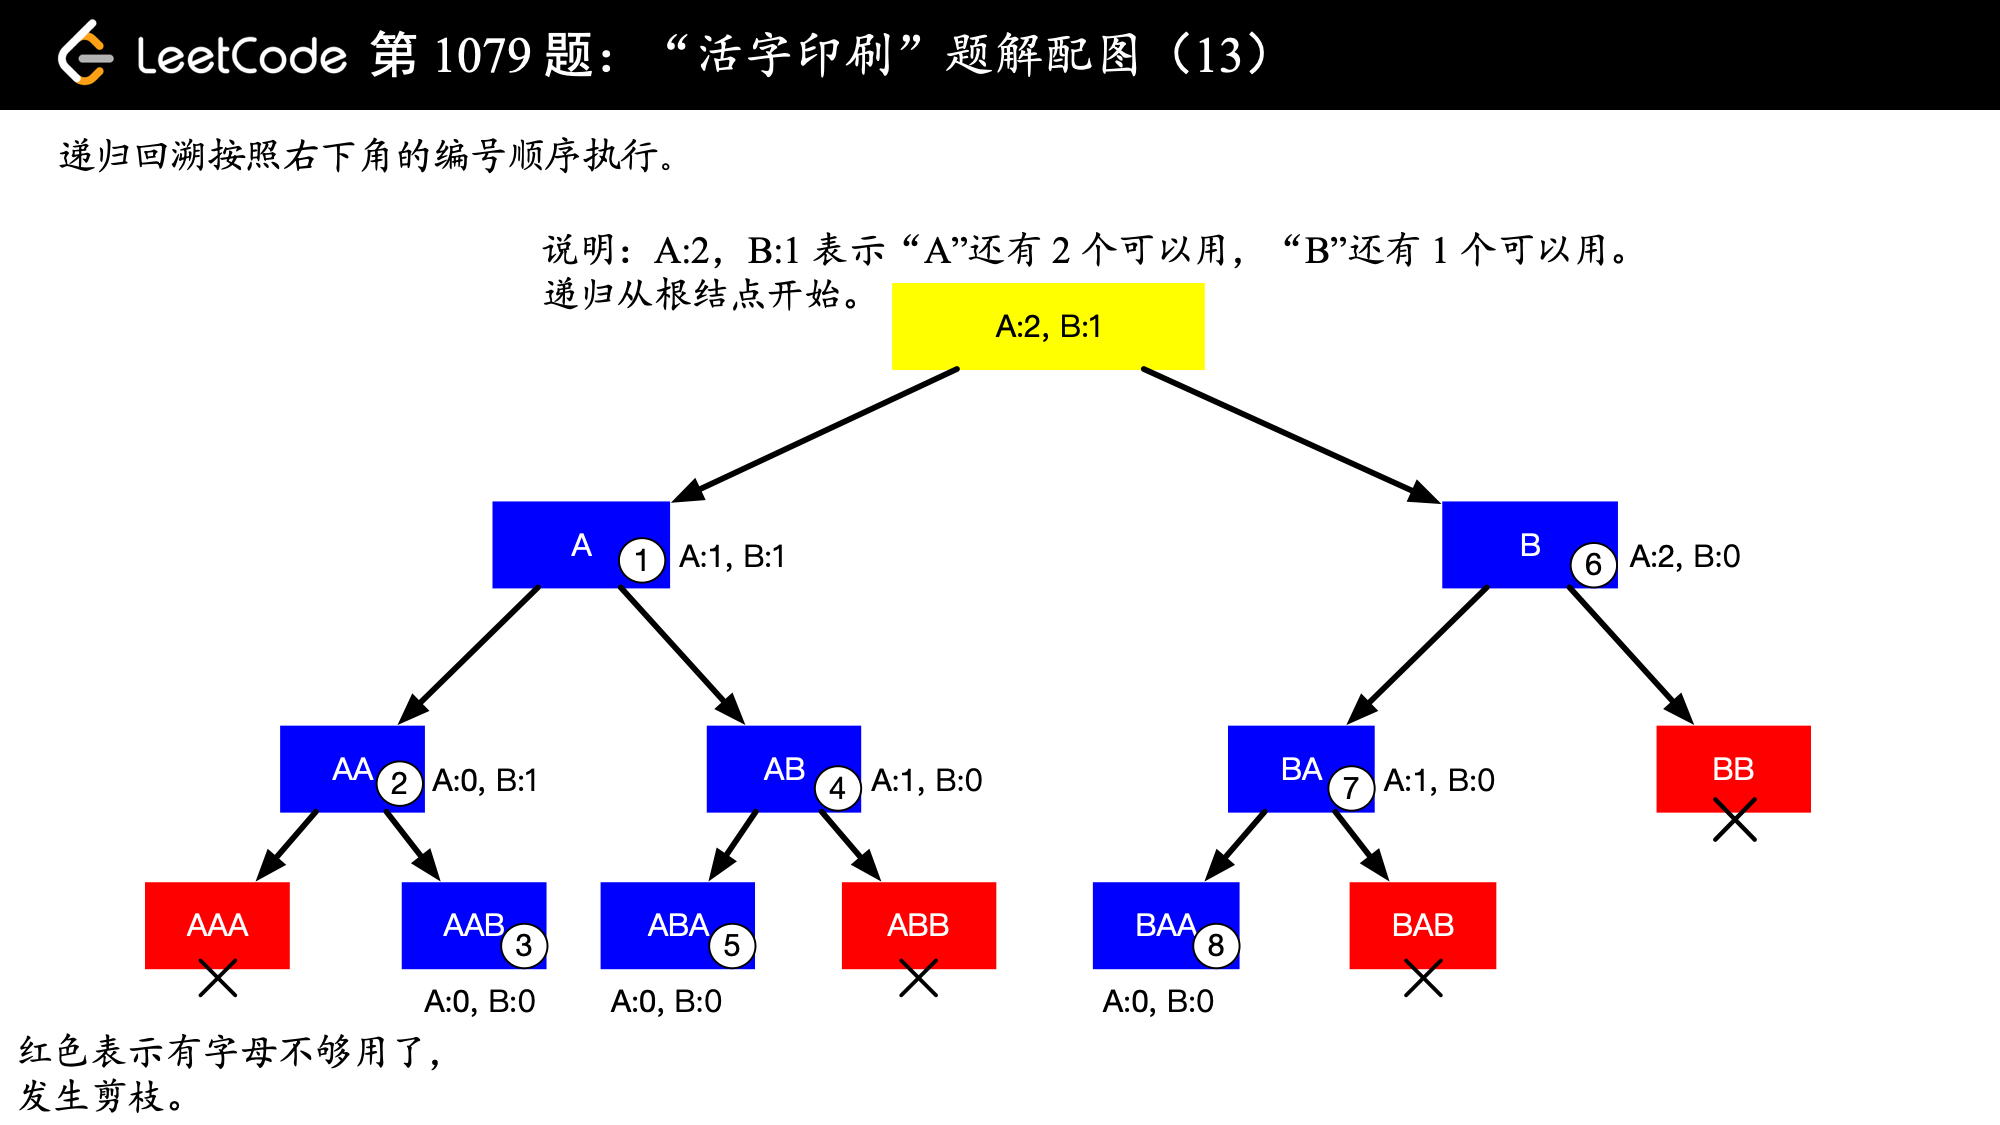 LeetCode 第 1079 题：“活字印刷”题解配图（13）
递归回溯按照右下角的编号顺序执行。
说明：A:2，B:1 表示“A”还有 2 个可以用，“B”还有 1 个可以用。
递归从根结点开始。
A:2, B:1
A
1
A:1, B:1
B
6
A:2, B:0
AA
2
A:0, B:1
AB
4
A:1, B:0
BA
7
A:1, B:0
BB
AAA
AAB
3
ABA
5
ABB
BAA
8
BAB
A:0, B:0
A:0, B:0
A:0, B:0
红色表示有字母不够用了，
发生剪枝。